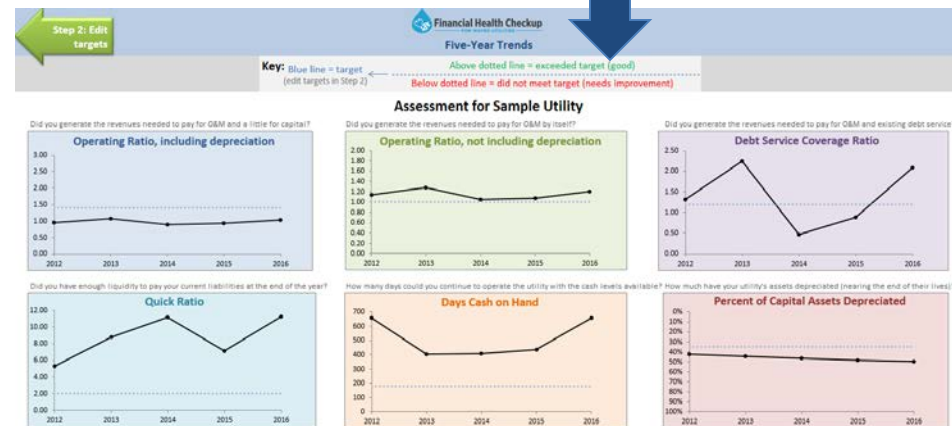 Step 2: Edit
targets
Financial Health Checkup
FOR WATER UTILITIES
Five-Year Trends
Key: Blue line = target
(edit targets in Step 2)
Above dotted line = exceeded target (good)
Below dotted line = did not meet target (needs improvement)
Assessment for Sample Utility
Did you generate the revenues needed to pay for O&M and a little for capital?
Operating Ratio, including depreciation
3.00
2.50
2.00
1.50
1.00
0.50
0.00
2012 2013 2014 2015 2016
Did you generate the revenues needed to pay for O&M by itself?
Operating Ratio, not including depreciation
2.00
1.80
1.60
1.40
1.20
1.00
0.80
0.60
0.40
0.20
0.00
2012 2013 2014 2015 2016
Did you generate the revenues needed to pay for O&M and existing debt service
Debt Service Coverage Ratio
2.50
2.00
1.50
1.00
0.50
0.00
2012 2013 2014 2015 2016
Did you have enough liquidity to pay your current liabilities at the end of the year?
Quick Ratio
12.00
10.00
8.00
6.00
4.00
2.00
0.00
2012 2013 2014 2015 2016
How many days could you continue to operate the utility with the cash levels available?
Days Cash on Hand
700
600
500
400
300
200
100
0
2012 2013 2014 2015 2016
How much have your utility's assets depreciated (nearing the end of their lives)
Percent of Capital Assets Depreciated
0%
10%
20%
30%
40%
50%
60%
70%
80%
90%
100%
2012 2013 2014 2015 2016